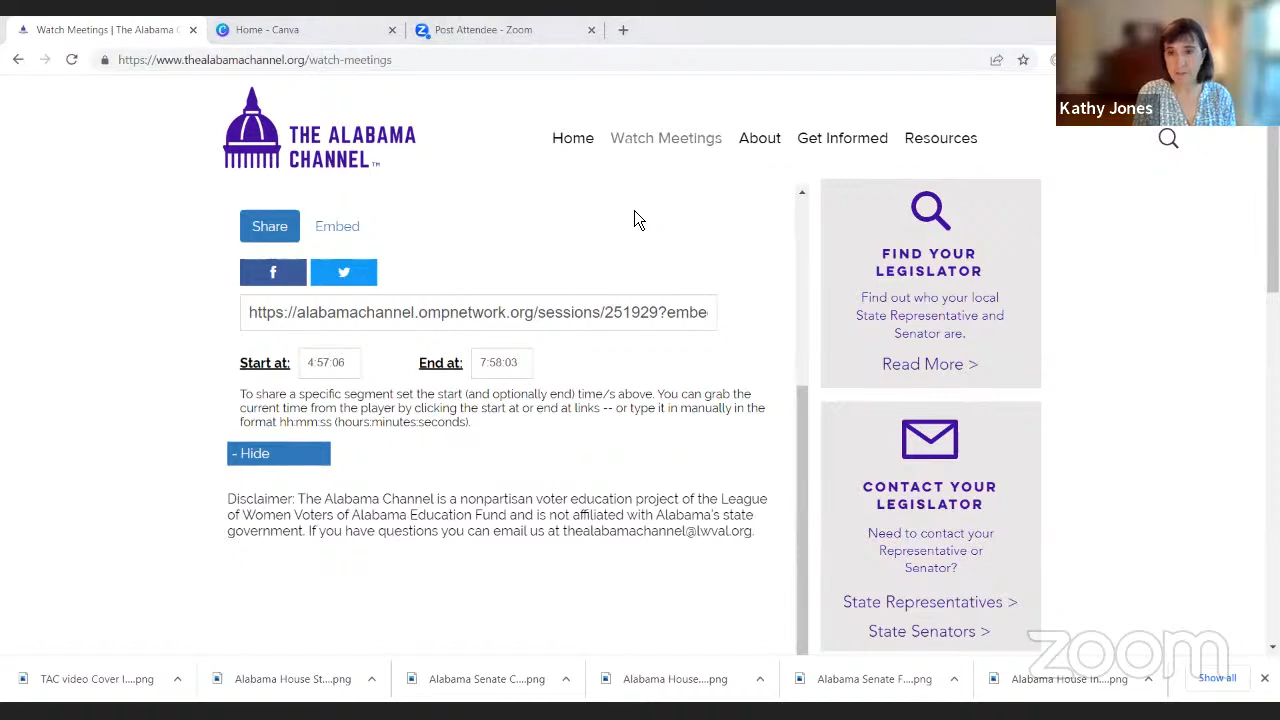 Watch Meetings | The Alabama C
Home - Canva
Post Attendee - Zoom
https://www.thealabamachannel.org/watch-meetings
Kathy Jones
THE ALABAMA
CHANNEL™
Home
Watch Meetings
About
Get Informed
Resources
Share
Embed
f
https://alabamachannel.ompnetwork.org/sessions/251929?embe
Start at: 4:57:06
End at: 7:58:03
To share a specific segment set the start (and optionally end) time/s above. You can grab the
current time from the player by clicking the start at or end at links -- or type it in manually in the
format hh:mm:ss (hours:minutes:seconds).
- Hide
Disclaimer: The Alabama Channel is a nonpartisan voter education project of the League
of Women Voters of Alabama Education Fund and is not affiliated with Alabama's state
government. If you have questions you can email us at thealabamachannel@lwval.org.
FIND YOUR
LEGISLATOR
Find out who your local
State Representative and
Senator are.
Read More >
CONTACT YOUR
LEGISLATOR
Need to contact your
Representative or
Senator?
State Representatives >
State Senators >
zoom
TAC video Cover I....png
Alabama House St....png
Alabama Senate C....png
Alabama House....png
Alabama Senate F....png
Alabama House In....png
Show all